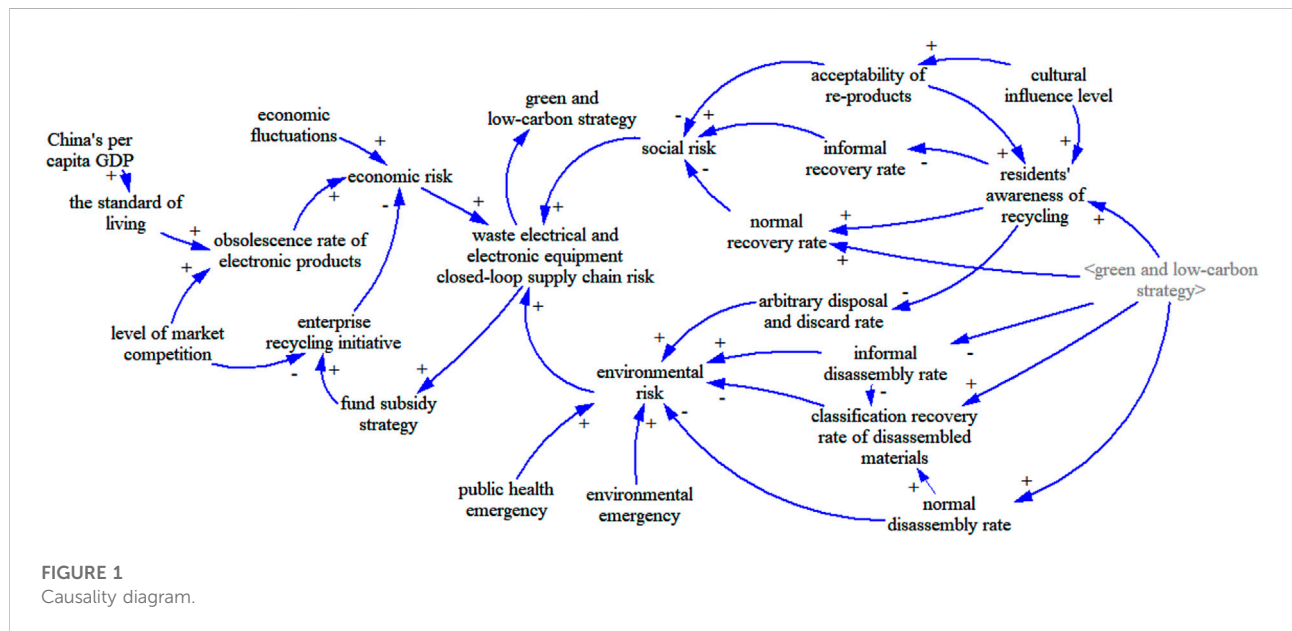 China's per
capita GDP
+
the standard of
living
+
economic
fluctuations
+
economic risk
+
-
+
obsolescence rate of
electronic products
+
level of market
competition
-
enterprise
recycling initiative
+
fund subsidy
strategy
+
green and
low-carbon strategy
waste electrical and
electronic equipment
closed-loop supply chain risk
+
+
social risk
-
+
-
acceptability of
re-products
+
cultural
influence level
+
informal
recovery rate
-
+
residents'
awareness of
recycling
+
normal
recovery rate
+
+
<green and low-carbon
strategy>
arbitrary disposal
and discard rate
-
environmental
risk
+
+
-
-
+
+
informal
disassembly rate
-
-
+
classification recovery
rate of disassembled
materials
+
normal
disassembly rate
+
public health
emergency
environmental
emergency
FIGURE 1
Causality diagram.